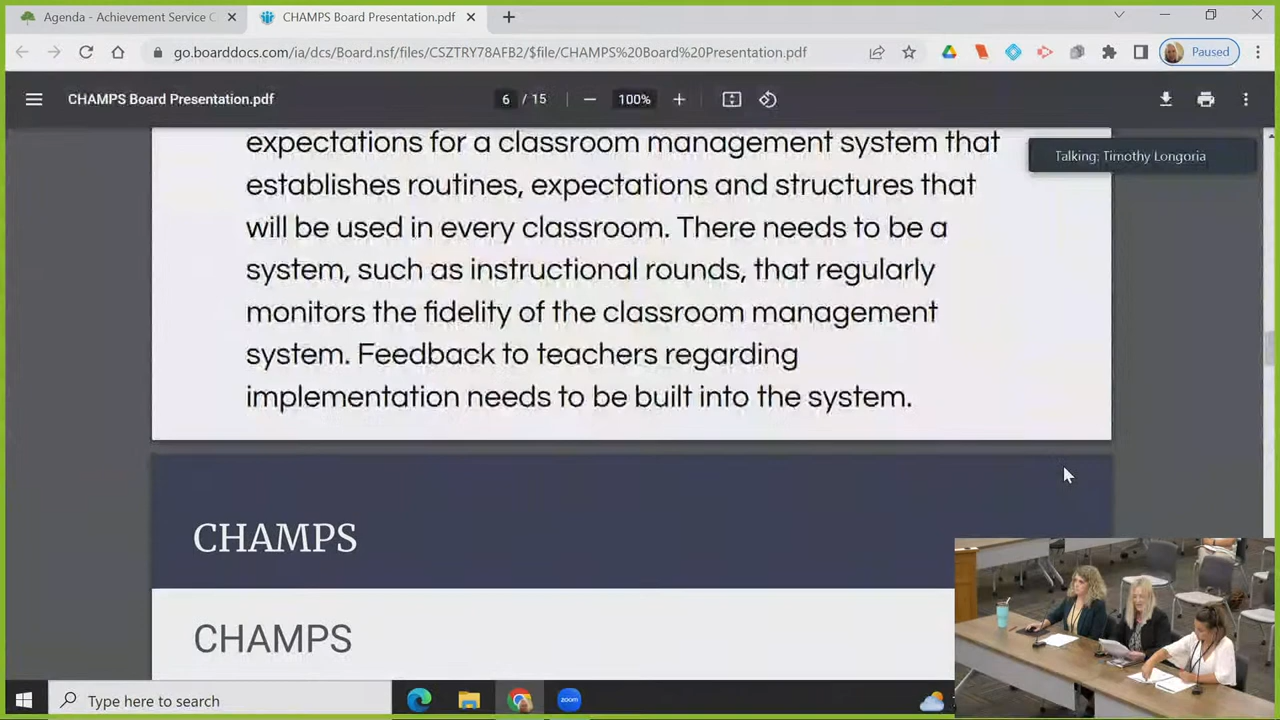 Agenda - Achievement Service C
CHAMPS Board Presentation.pdf
go.boarddocs.com/ia/dcs/Board.nsf/files/CSZTRY78AFB2/$file/CHAMPS%20Board%20Presentation.pdf
Paused
CHAMPS Board Presentation.pdf
6 / 15
100%
Talking: Timothy Longoria
expectations for a classroom management system that
establishes routines, expectations and structures that
will be used in every classroom. There needs to be a
system, such as instructional rounds, that regularly
monitors the fidelity of the classroom management
system. Feedback to teachers regarding
implementation needs to be built into the system.
CHAMPS
CHAMPS
Type here to search
zoom